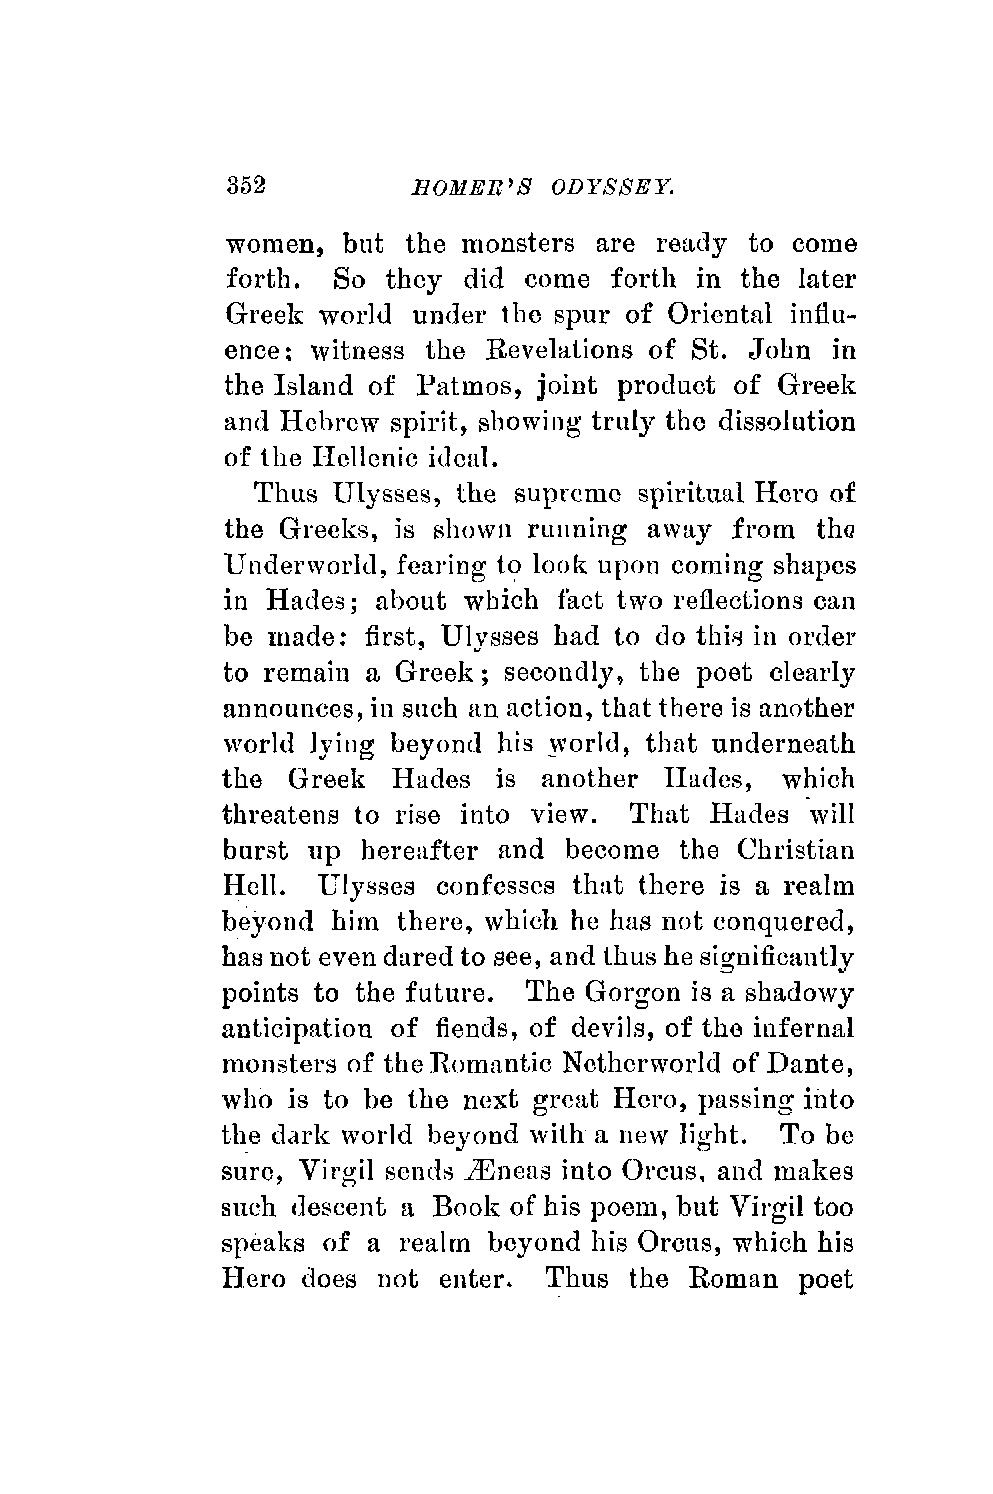 352 HOMER'S ODYSSEY.
women, but the monsters are ready to come
forth. So they did come forth in the later
Greek world under the spur of Oriental influ-
ence; witness the Revelations of St. John in
the Island of Patmos, joint product of Greek
and Hebrew spirit, showing truly the dissolution
of the Hellenic ideal.
Thus Ulysses, the supreme spiritual Hero of
the Greeks, is shown running away from the
Underworld, fearing to look upon coming shapes
in Hades; about which fact two reflections can
be made: first, Ulysses had to do this in order
to remain a Greek; secondly, the poet clearly
announces, in such an action, that there is another
world lying beyond his world, that underneath
the Greek Hades is another Hades, which
threatens to rise into view. That Hades will
burst up hereafter and become the Christian
Hell. Ulysses confesses that there is a realm
beyond him there, which he has not conquered,
has not even dared to see, and thus he significantly
points to the future. The Gorgon is a shadowy
anticipation of fiends, of devils, of the infernal
monsters of the Romantic Netherworld of Dante,
who is to be the next great Hero, passing into
the dark world beyond with a new light. To be
sure, Virgil sends Æneas into Orcus, and makes
such descent a Book of his poem, but Virgil too
speaks of a realm beyond his Orcus, which his
Hero does not enter. Thus the Roman poet